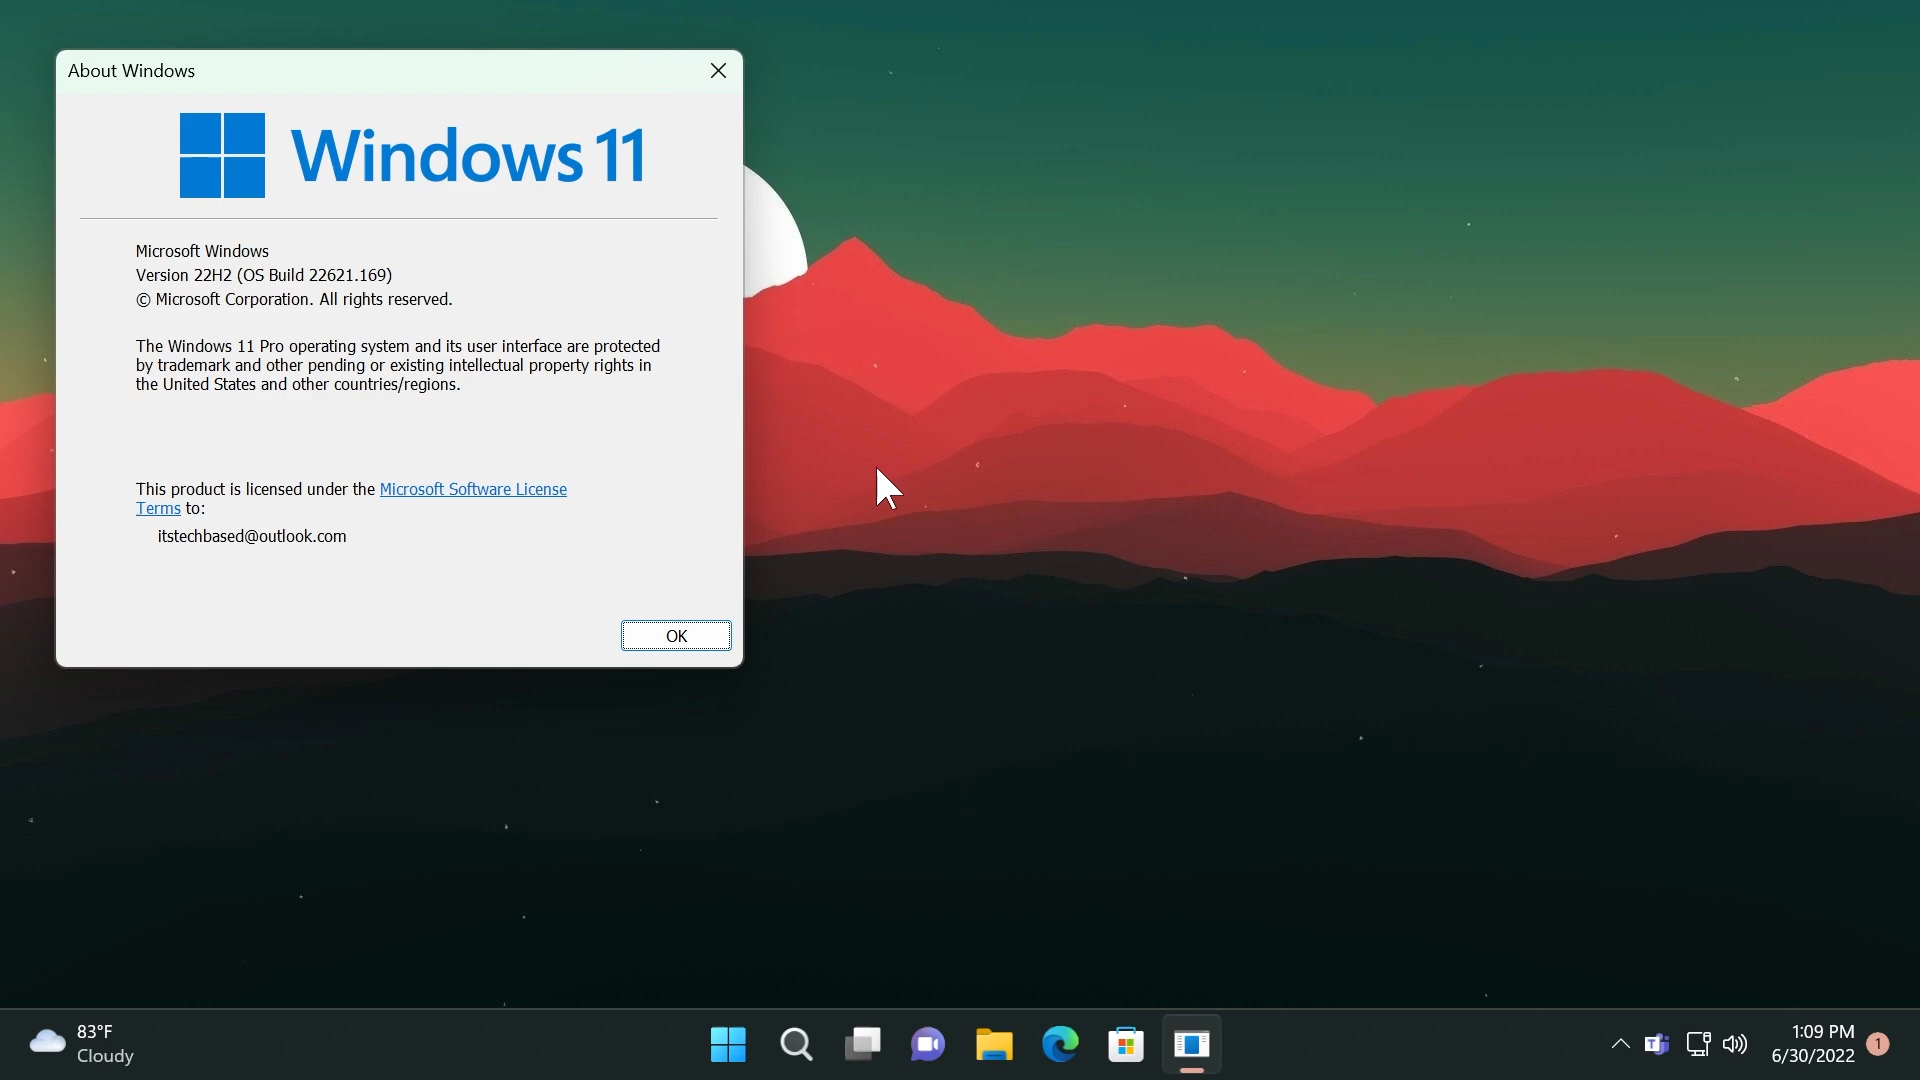 About Windows
Windows 11
Microsoft Windows
Version 22H2 (OS Build 22621.169)
© Microsoft Corporation. All rights reserved.
The Windows 11 Pro operating system and its user interface are protected
by trademark and other pending or existing intellectual property rights in
the United States and other countries/regions.
This product is licensed under the Microsoft Software License
Terms to:
itstechbased@outlook.com
OK
83°F
Cloudy
1:09 PM
6/30/2022
1